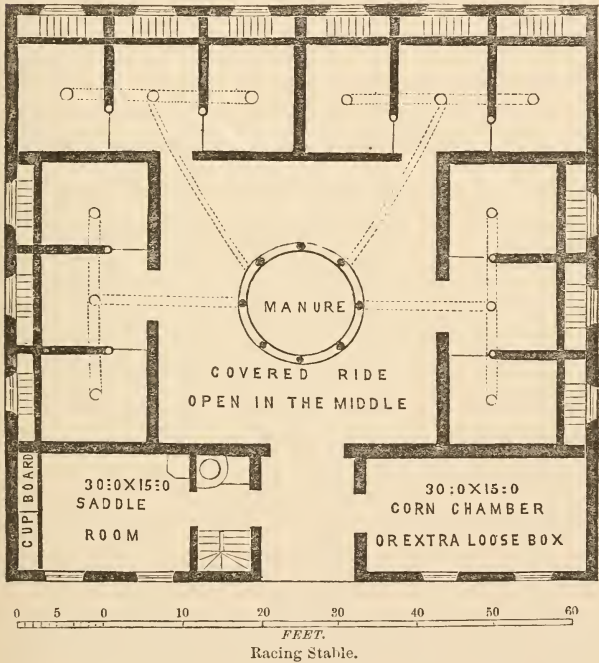 MANURE
COVERED RIDE
OPEN IN THE MIDDLE
CUPBOARD
30:0X15:0
SADDLE
ROOM
30:0X15:0
CORN CHAMBER
OR EXTRA LOOSE BOX
0 5 0 10 20 30 40 50 60
FEET.
Racing Stable.